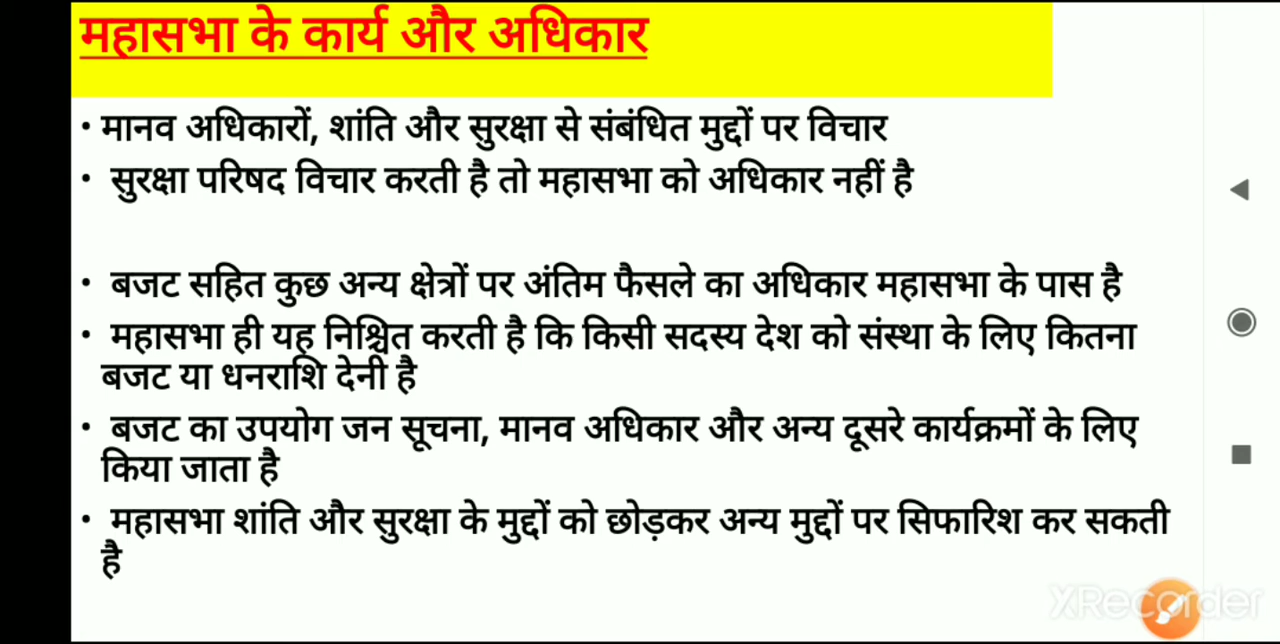 महासभा के कार्य और अधिकार
• मानव अधिकारों, शांति और सुरक्षा से संबंधित मुद्दों पर विचार
• सुरक्षा परिषद विचार करती है तो महासभा को अधिकार नहीं है
• बजट सहित कुछ अन्य क्षेत्रों पर अंतिम फैसले का अधिकार महासभा के पास है
• महासभा ही यह निश्चित करती है कि किसी सदस्य देश को संस्था के लिए कितना
बजट या धनराशि देनी है
• बजट का उपयोग जन सूचना, मानव अधिकार और अन्य दूसरे कार्यक्रमों के लिए
किया जाता है
• महासभा शांति और सुरक्षा के मुद्दों को छोड़कर अन्य मुद्दों पर सिफारिश कर सकती
है
XRecorder